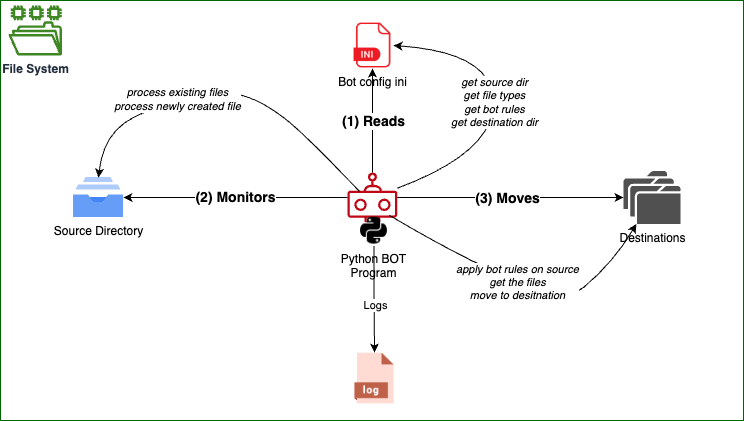 File System
INI
Bot config ini
get source dir
get file types
get bot rules
get destination dir
process existing files
process newly created file
(1) Reads
(2) Monitors
(3) Moves
Source Directory
Destinations
Python BOT
Program
apply bot rules on source
get the files
move to desitnation
Logs
log